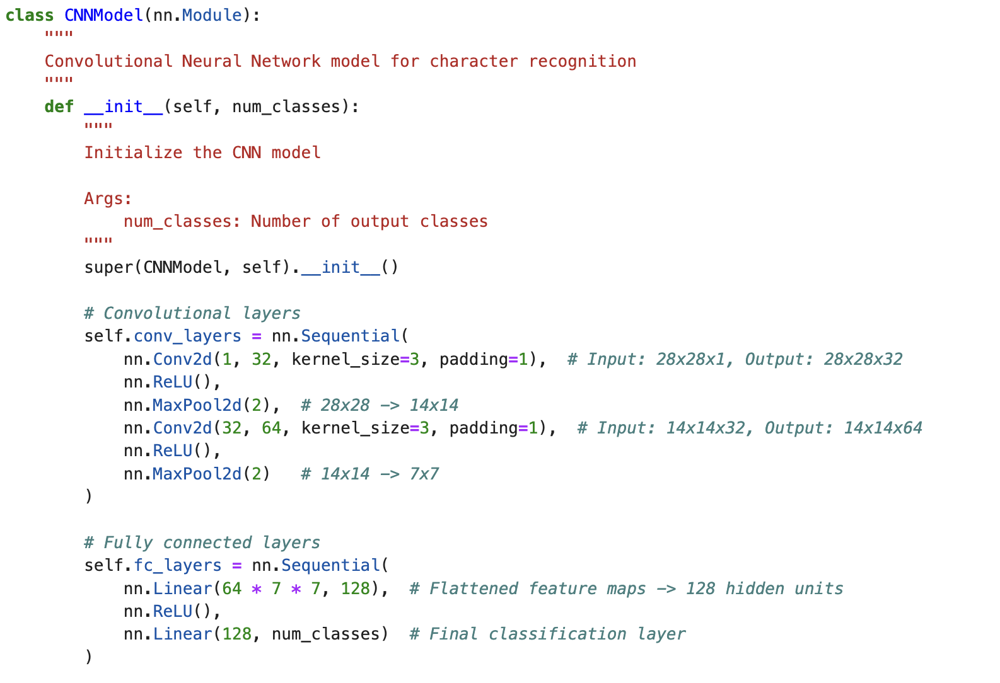 class CNNModel(nn.Module):
    """
    Convolutional Neural Network model for character recognition
    """
    def __init__(self, num_classes):
        """
        Initialize the CNN model

        Args:
            num_classes: Number of output classes
        """
        super(CNNModel, self).__init__()

        # Convolutional layers
        self.conv_layers = nn.Sequential(
            nn.Conv2d(1, 32, kernel_size=3, padding=1),  # Input: 28x28x1, Output: 28x28x32
            nn.ReLU(),
            nn.MaxPool2d(2),  # 28x28 -> 14x14
            nn.Conv2d(32, 64, kernel_size=3, padding=1),  # Input: 14x14x32, Output: 14x14x64
            nn.ReLU(),
            nn.MaxPool2d(2)   # 14x14 -> 7x7
        )

        # Fully connected layers
        self.fc_layers = nn.Sequential(
            nn.Linear(64 * 7 * 7, 128),  # Flattened feature maps -> 128 hidden units
            nn.ReLU(),
            nn.Linear(128, num_classes)  # Final classification layer
        )